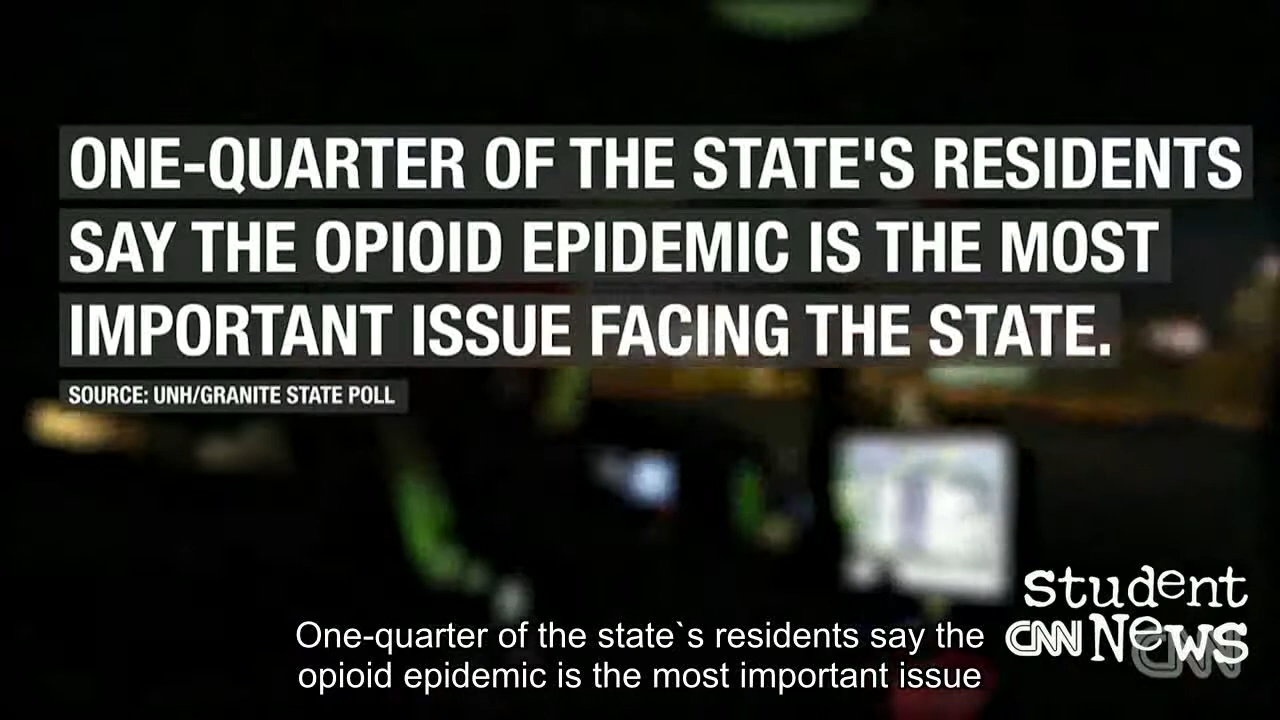 ONE-QUARTER OF THE STATE'S RESIDENTS
SAY THE OPIOID EPIDEMIC IS THE MOST
IMPORTANT ISSUE FACING THE STATE.
SOURCE: UNH/GRANITE STATE POLL
Student
CNN News
CNN
One-quarter of the state`s residents say the
opioid epidemic is the most important issue